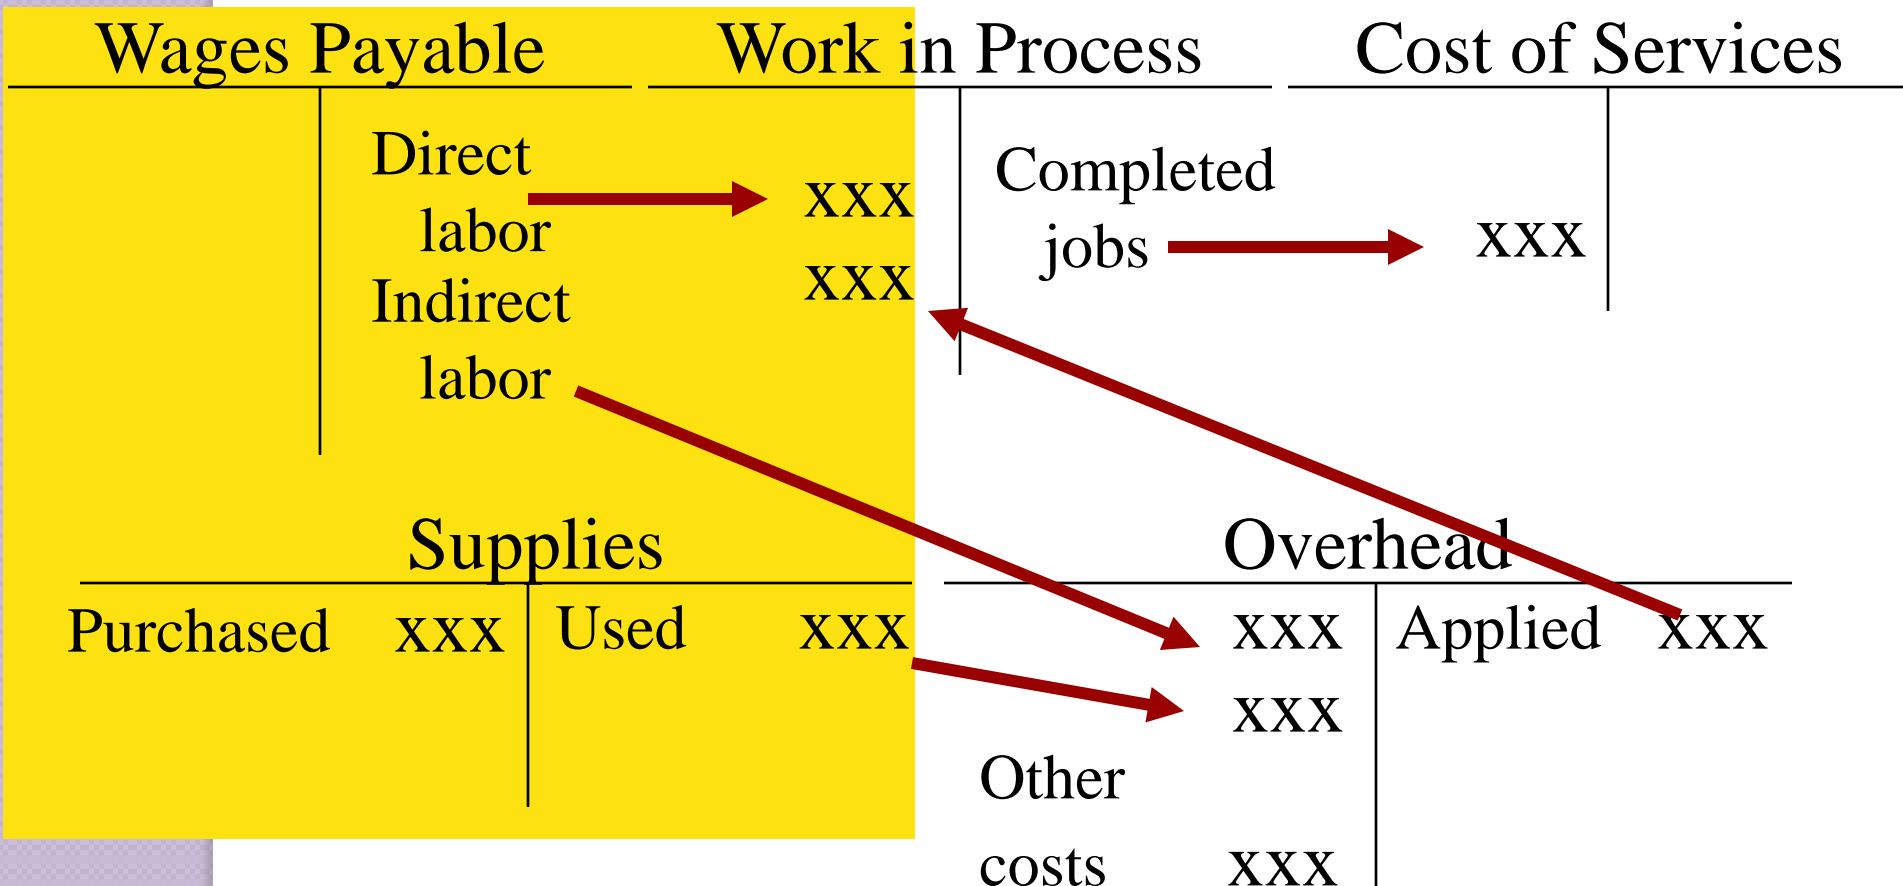 Wages Payable
Work in Process
Cost of Services
Direct
labor
xxx
Completed
jobs
xxx
xxx
Indirect
labor
Supplies
Overhead
Purchased xxx Used xxx
xxx Applied xxx
xxx
Other
costs xxx